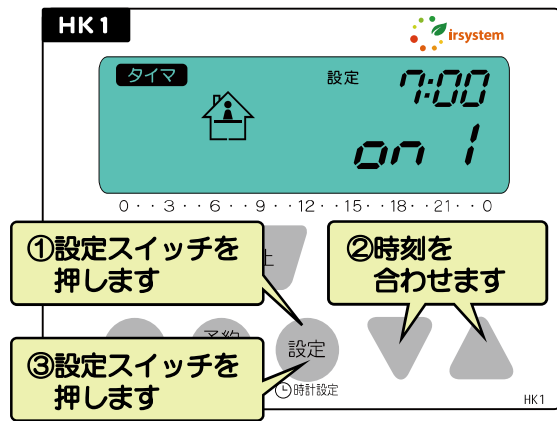 HK1
irsystem
タイマ
設定
7:00
on 1
0・・3・・6・・9・・12・・15・・18・・21・・0
①設定スイッチを
押します
止
②時刻を
合わせます
予約
設定
③設定スイッチを
押します
時計設定
HK1